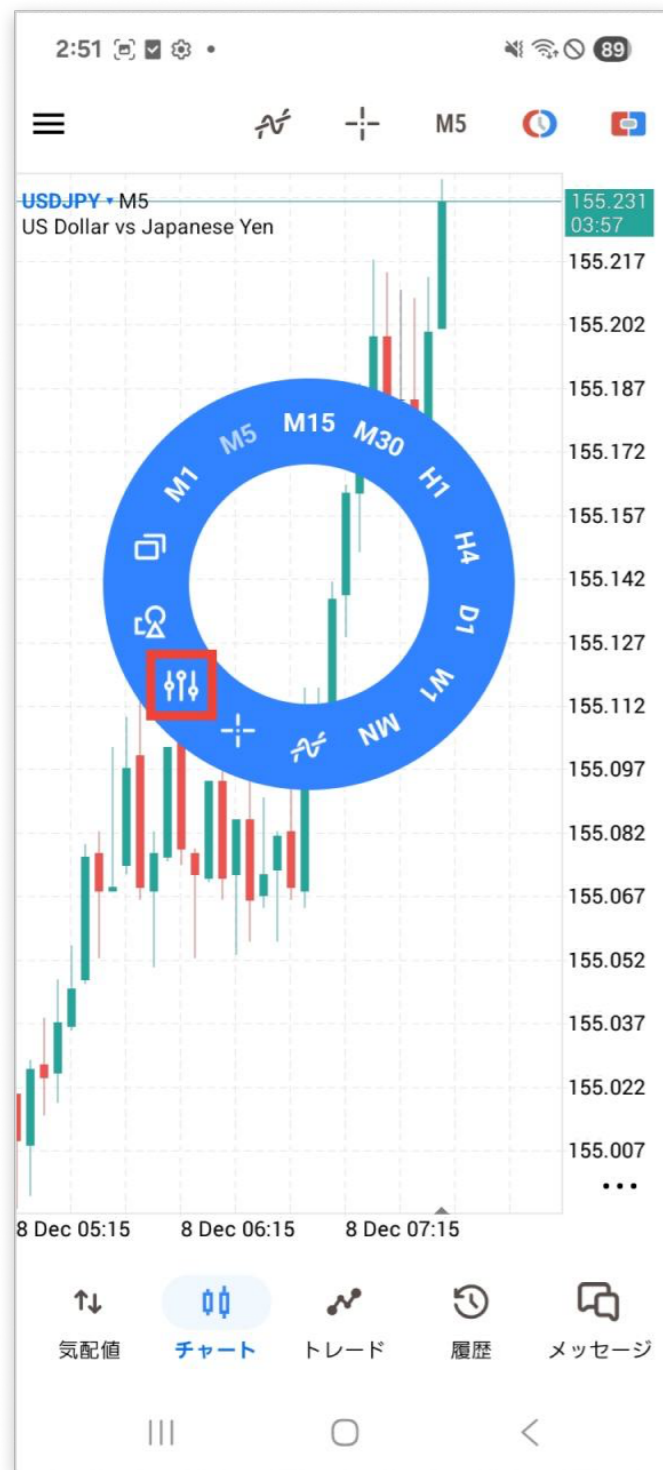 2:51
89
M5
USDJPY ▾ M5
US Dollar vs Japanese Yen
155.231
03:57
155.217
155.202
155.187
155.172
155.157
155.142
155.127
155.112
155.097
155.082
155.067
155.052
155.037
155.022
155.007
M1
M5
M15
M30
H1
H4
D1
W1
MN
8 Dec 05:15 8 Dec 06:15 8 Dec 07:15
気配値 チャート トレード 履歴 メッセージ